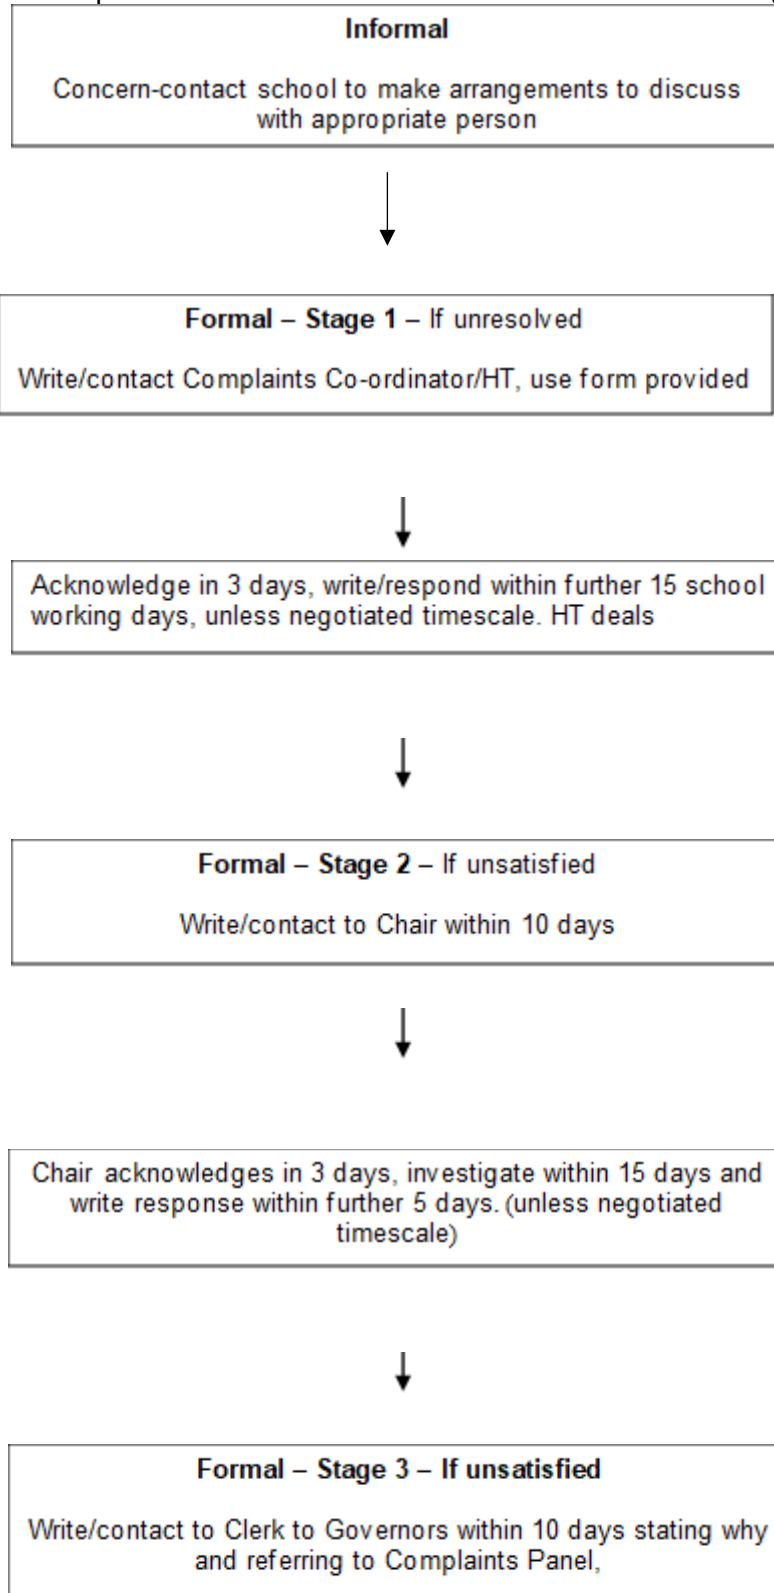 Informal
Concern-contact school to make arrangements to discuss
with appropriate person
Formal – Stage 1 – If unresolved
Write/contact Complaints Co-ordinator/HT, use form provided
Acknowledge in 3 days, write/respond within further 15 school
working days, unless negotiated timescale. HT deals
Formal – Stage 2 – If unsatisfied
Write/contact to Chair within 10 days
Chair acknowledges in 3 days, investigate within 15 days and
write response within further 5 days. (unless negotiated
timescale)
Formal – Stage 3 – If unsatisfied
Write/contact to Clerk to Governors within 10 days stating why
and referring to Complaints Panel,